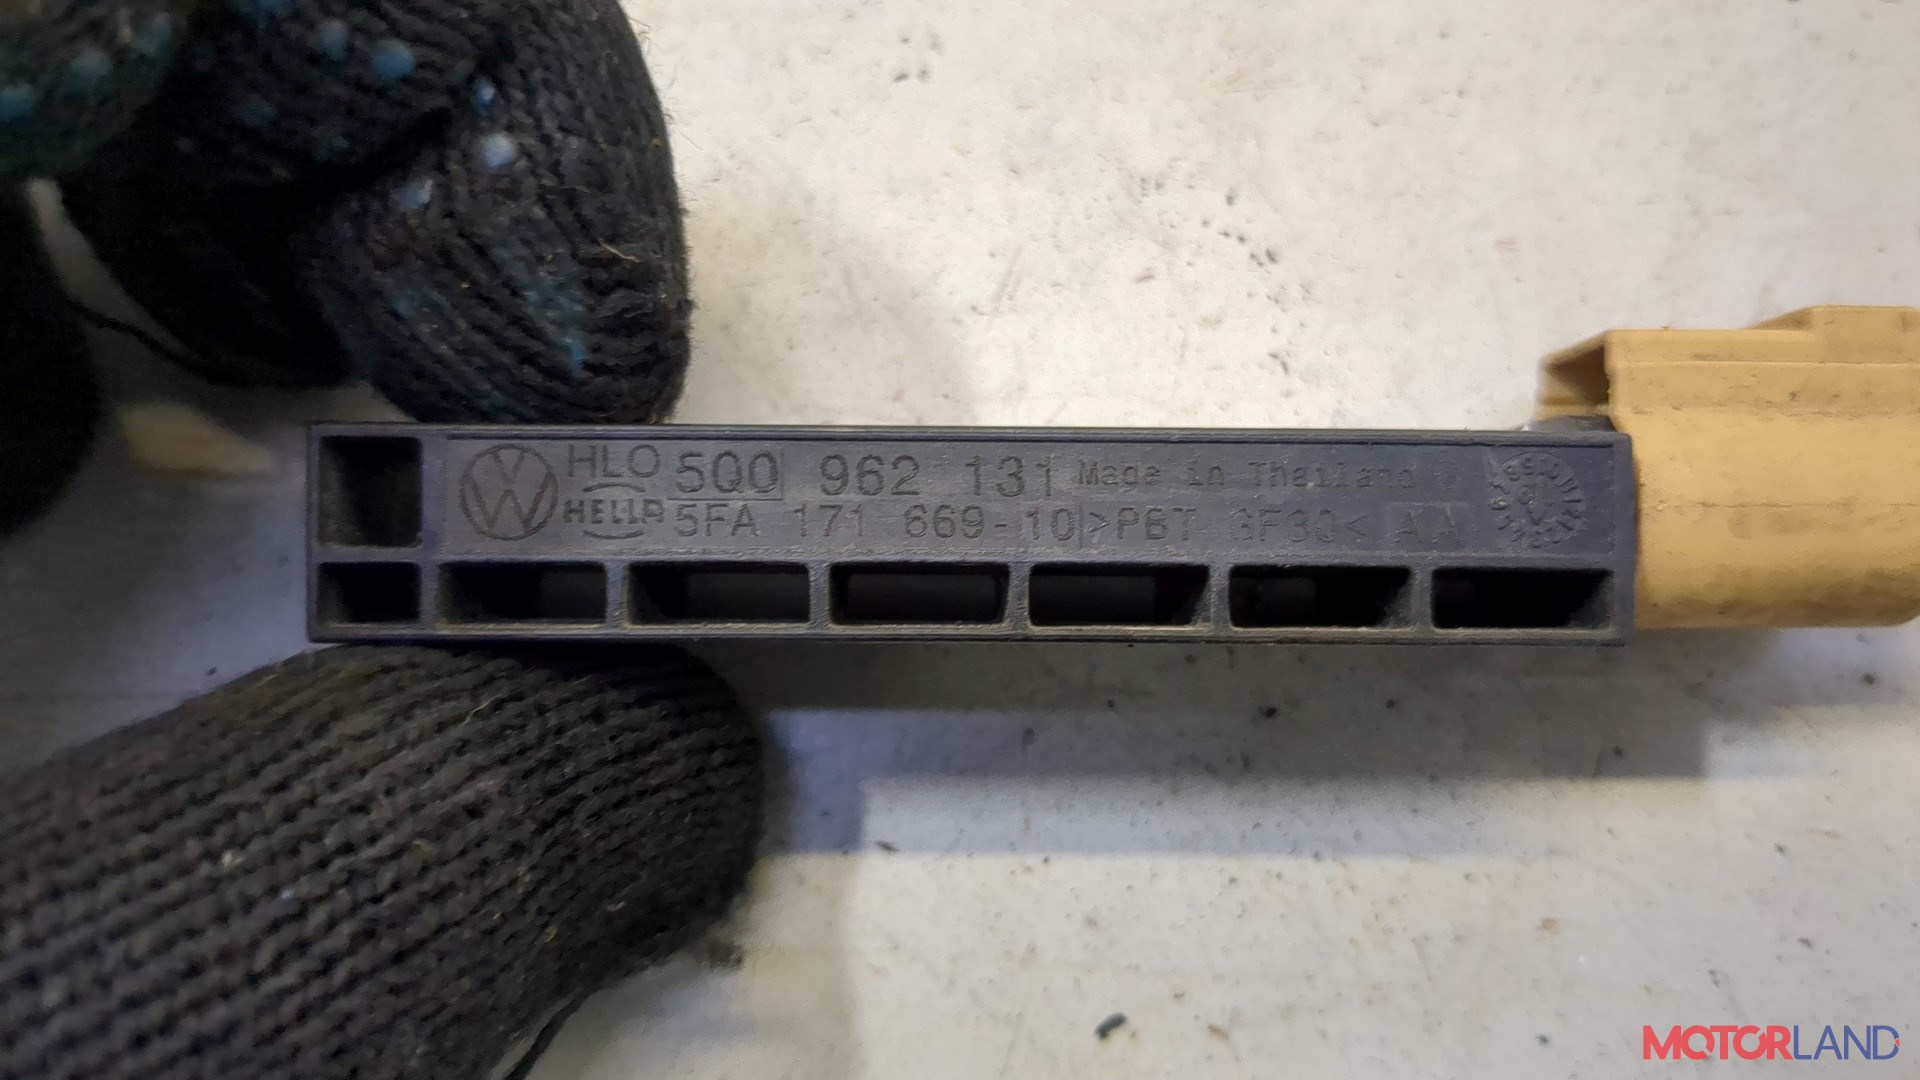 HLO 5Q0 962 131 Made in Thailand
HELLA 5FA 171 669-10 >PBT GF30< AA
MOTORLAND